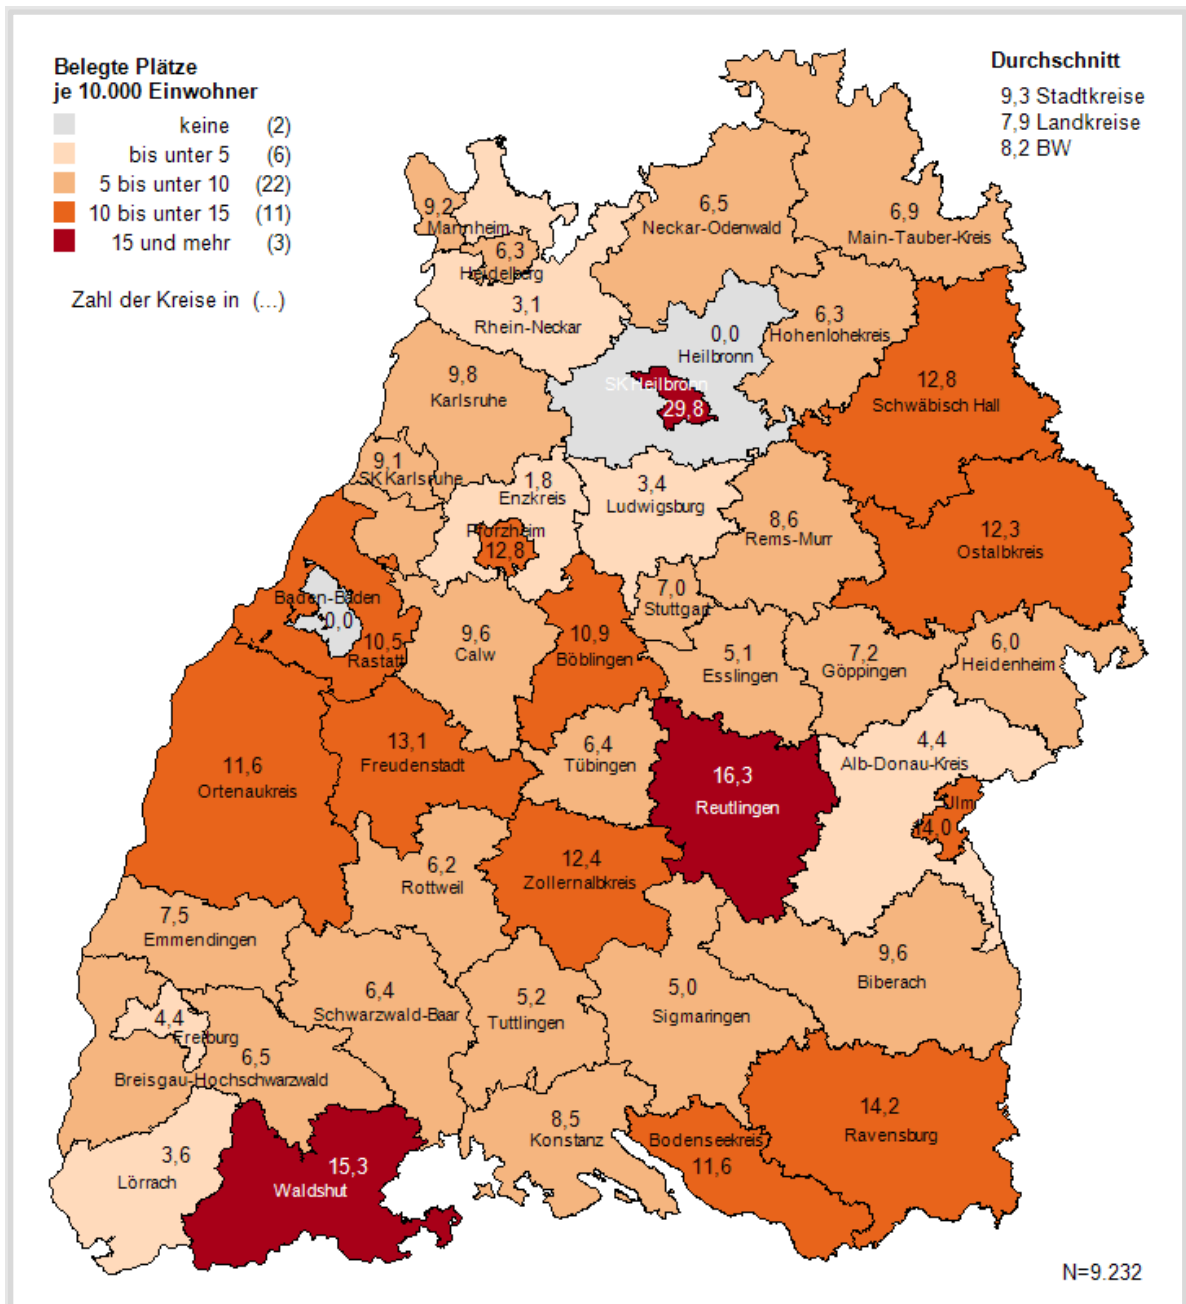 Belegte Plätze
je 10.000 Einwohner
keine (2)
bis unter 5 (6)
5 bis unter 10 (22)
10 bis unter 15 (11)
15 und mehr (3)
Zahl der Kreise in (...)
Durchschnitt
9,3 Stadtkreise
7,9 Landkreise
8,2 BW
9,2
Mannheim
6,3
Heidelberg
3,1
Rhein-Neckar
6,5
Neckar-Odenwald
6,9
Main-Tauber-Kreis
0,0
Heilbronn
SK Heilbronn
29,8
6,3
Hohenlohekreis
12,8
Schwäbisch Hall
9,8
Karlsruhe
9,1
SK Karlsruhe
1,8
Enzkreis
Pforzheim
12,8
3,4
Ludwigsburg
8,6
Rems-Murr
12,3
Ostalbkreis
Baden-Baden
0,0
10,5
Rastatt
9,6
Calw
10,9
Böblingen
7,0
Stuttgart
5,1
Esslingen
7,2
Göppingen
6,0
Heidenheim
11,6
Ortenaukreis
13,1
Freudenstadt
6,4
Tübingen
16,3
Reutlingen
4,4
Alb-Donau-Kreis
Ulm
14,0
6,2
Rottweil
12,4
Zollernalbkreis
7,5
Emmendingen
9,6
Biberach
4,4
Freiburg
6,5
Breisgau-Hochschwarzwald
6,4
Schwarzwald-Baar
5,2
Tuttlingen
5,0
Sigmaringen
3,6
Lörrach
15,3
Waldshut
8,5
Konstanz
Bodenseekreis
11,6
14,2
Ravensburg
N=9.232